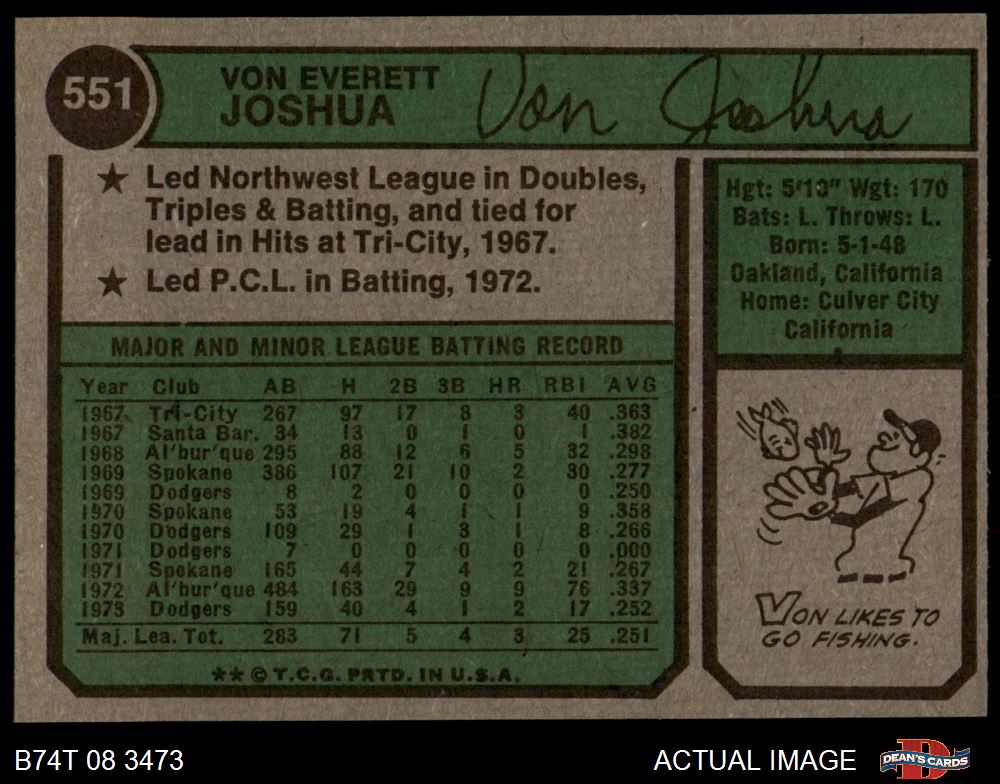 551
VON EVERETT
JOSHUA
Von Joshua
★ Led Northwest League in Doubles,
Triples & Batting, and tied for
lead in Hits at Tri-City, 1967.
★ Led P.C.L. in Batting, 1972.
Hgt: 5'10" Wgt: 170
Bats: L. Throws: L.
Born: 5-1-48
Oakland, California
Home: Culver City
California
MAJOR AND MINOR LEAGUE BATTING RECORD
Year Club AB H 2B 3B HR RBI AVG
1967 Tri-City 267 97 17 8 3 40 .363
1967 Santa Bar. 34 13 0 1 0 1 .382
1968 Al'bur'que 295 88 12 6 5 32 .298
1969 Spokane 386 107 21 10 2 30 .277
1969 Dodgers 8 2 0 0 0 0 .250
1970 Spokane 53 19 4 1 1 9 .358
1970 Dodgers 109 29 1 3 1 8 .266
1971 Dodgers 7 0 0 0 0 0 .000
1971 Spokane 165 44 7 4 2 21 .267
1972 Al'bur'que 484 163 29 9 9 76 .337
1973 Dodgers 159 40 4 1 2 17 .252
Maj. Lea. Tot. 283 71 5 4 3 25 .251
** © T.C.G. PRTD. IN U.S.A.
VON LIKES TO
GO FISHING.
B74T 08 3473
ACTUAL IMAGE
DEAN'S CARDS